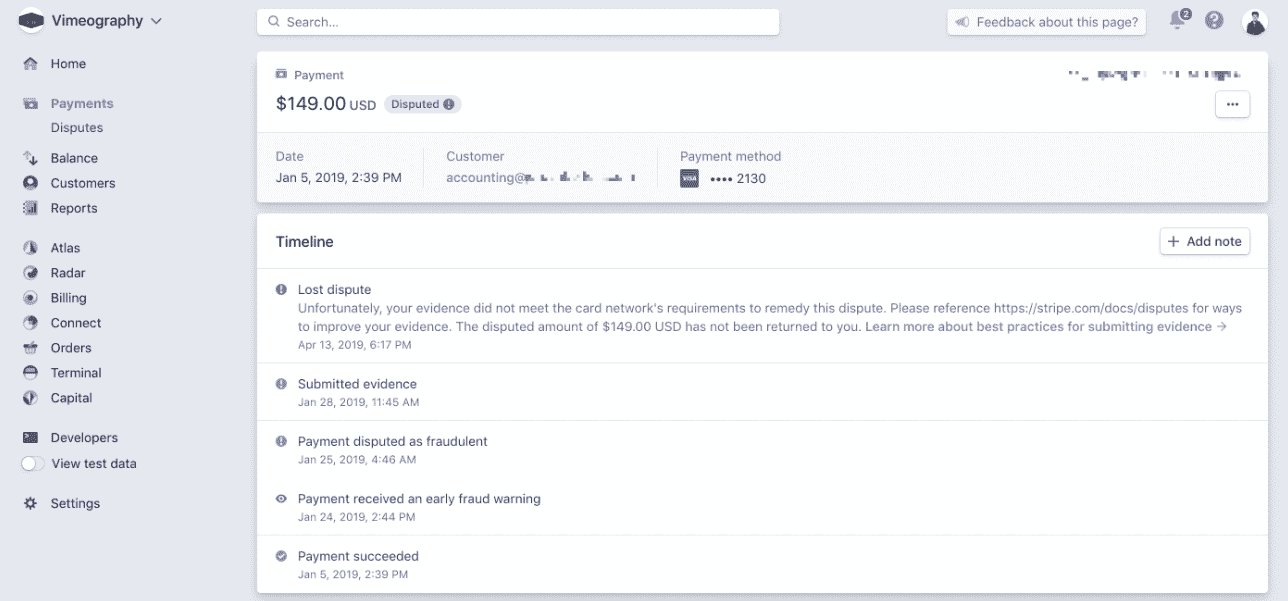 Vimeography
Search...
Feedback about this page?
2
Home
Payments
Disputes
Balance
Customers
Reports
Atlas
Radar
Billing
Connect
Orders
Terminal
Capital
Developers
View test data
Settings
Payment
$149.00 USD Disputed
Date
Jan 5, 2019, 2:39 PM
Customer
accounting@
Payment method
VISA •••• 2130
Timeline
+ Add note
Lost dispute
Unfortunately, your evidence did not meet the card network's requirements to remedy this dispute. Please reference https://stripe.com/docs/disputes for ways
to improve your evidence. The disputed amount of $149.00 USD has not been returned to you. Learn more about best practices for submitting evidence →
Apr 13, 2019, 6:17 PM
Submitted evidence
Jan 28, 2019, 11:45 AM
Payment disputed as fraudulent
Jan 25, 2019, 4:46 AM
Payment received an early fraud warning
Jan 24, 2019, 2:44 PM
Payment succeeded
Jan 5, 2019, 2:39 PM